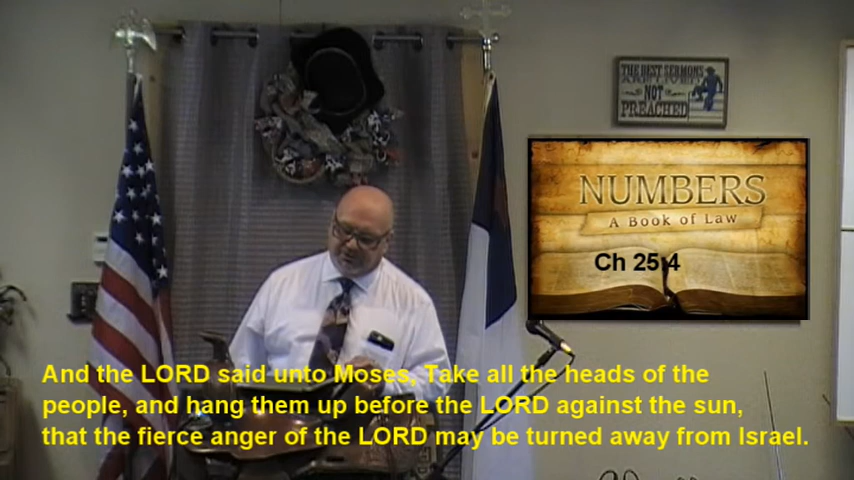 THE BEST SERMONS
ARE LIVED
NOT
PREACHED
NUMBERS
A Book of Law
Ch 25:4
And the LORD said unto Moses, Take all the heads of the
people, and hang them up before the LORD against the sun,
that the fierce anger of the LORD may be turned away from Israel.